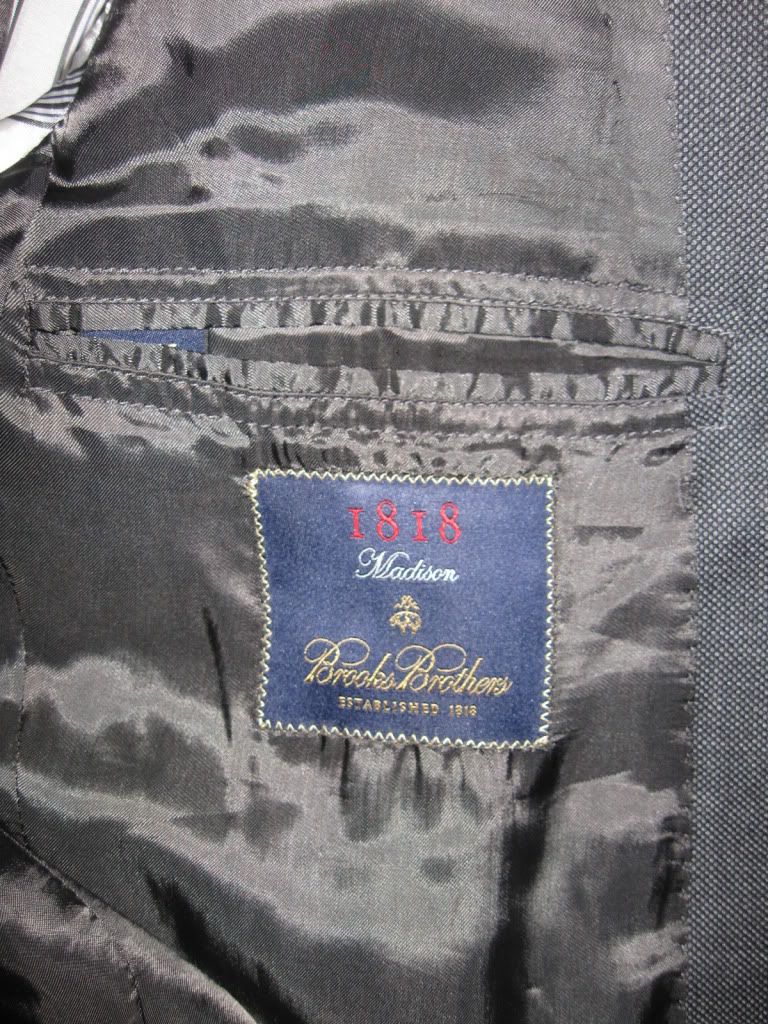 1818
Madison
Brooks Brothers
ESTABLISHED 1818